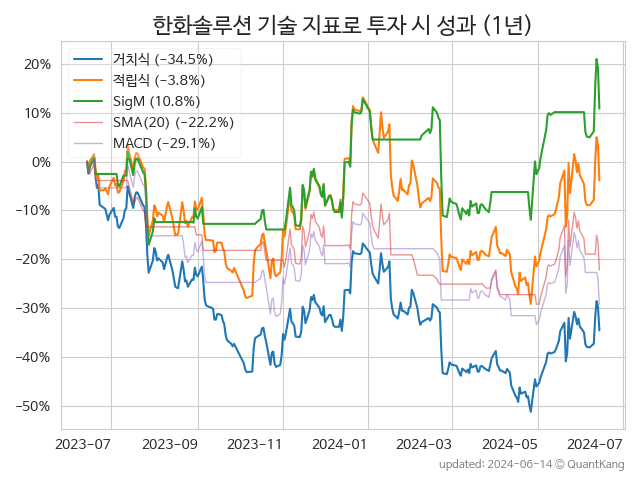 한화솔루션 기술 지표로 투자 시 성과 (1년)
거치식 (−34.5%)
적립식 (−3.8%)
SigM (10.8%)
SMA(20) (−22.2%)
MACD (−29.1%)
20%
10%
0%
−10%
−20%
−30%
−40%
−50%
2023−07 2023−09 2023−11 2024−01 2024−03 2024−05 2024−07
updated: 2024−06−14 © QuantKang